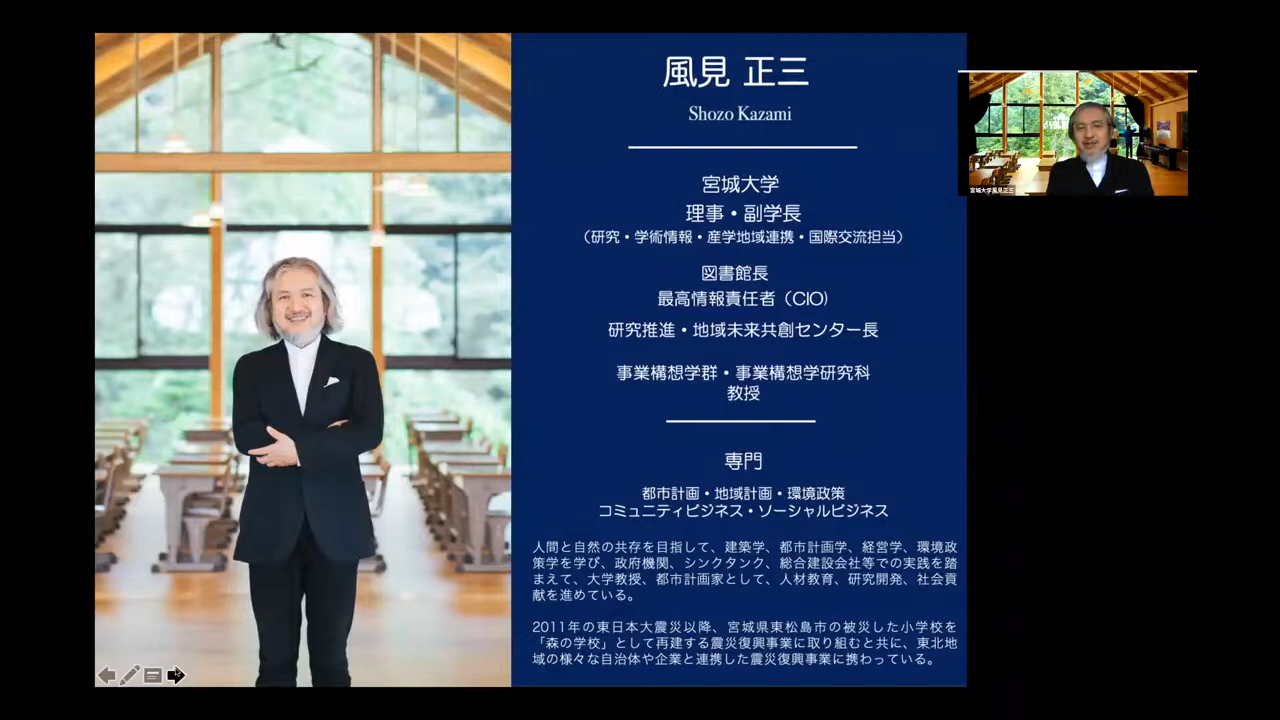 風見 正三
Shozo Kazami
宮城大学
理事・副学長
（研究・学術情報・産学地域連携・国際交流担当）
図書館長
最高情報責任者（CIO）
研究推進・地域未来共創センター長
事業構想学群・事業構想学研究科
教授
専門
都市計画・地域計画・環境政策
コミュニティビジネス・ソーシャルビジネス
人間と自然の共存を目指して、建築学、都市計画学、経営学、環境政
策学を学び、政府機関、シンクタンク、総合建設会社等での実践を踏
まえて、大学教授、都市計画家として、人材教育、研究開発、社会貢
献を進めている。
2011年の東日本大震災以降、宮城県東松島市の被災した小学校を
「森の学校」として再建する震災復興事業に取り組むと共に、東北地
域の様々な自治体や企業と連携した震災復興事業に携わっている。
宮城大学風見正三